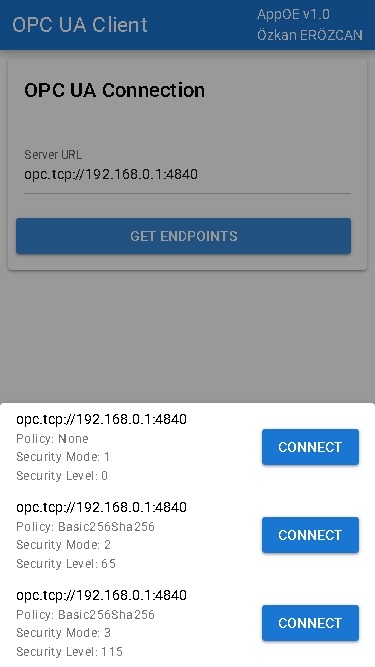 OPC UA Client
AppOE v1.0
Özkan ERÖZCAN
OPC UA Connection
Server URL
opc.tcp://192.168.0.1:4840
GET ENDPOINTS
opc.tcp://192.168.0.1:4840
Policy: None
Security Mode: 1
Security Level: 0
CONNECT
opc.tcp://192.168.0.1:4840
Policy: Basic256Sha256
Security Mode: 2
Security Level: 65
CONNECT
opc.tcp://192.168.0.1:4840
Policy: Basic256Sha256
Security Mode: 3
Security Level: 115
CONNECT